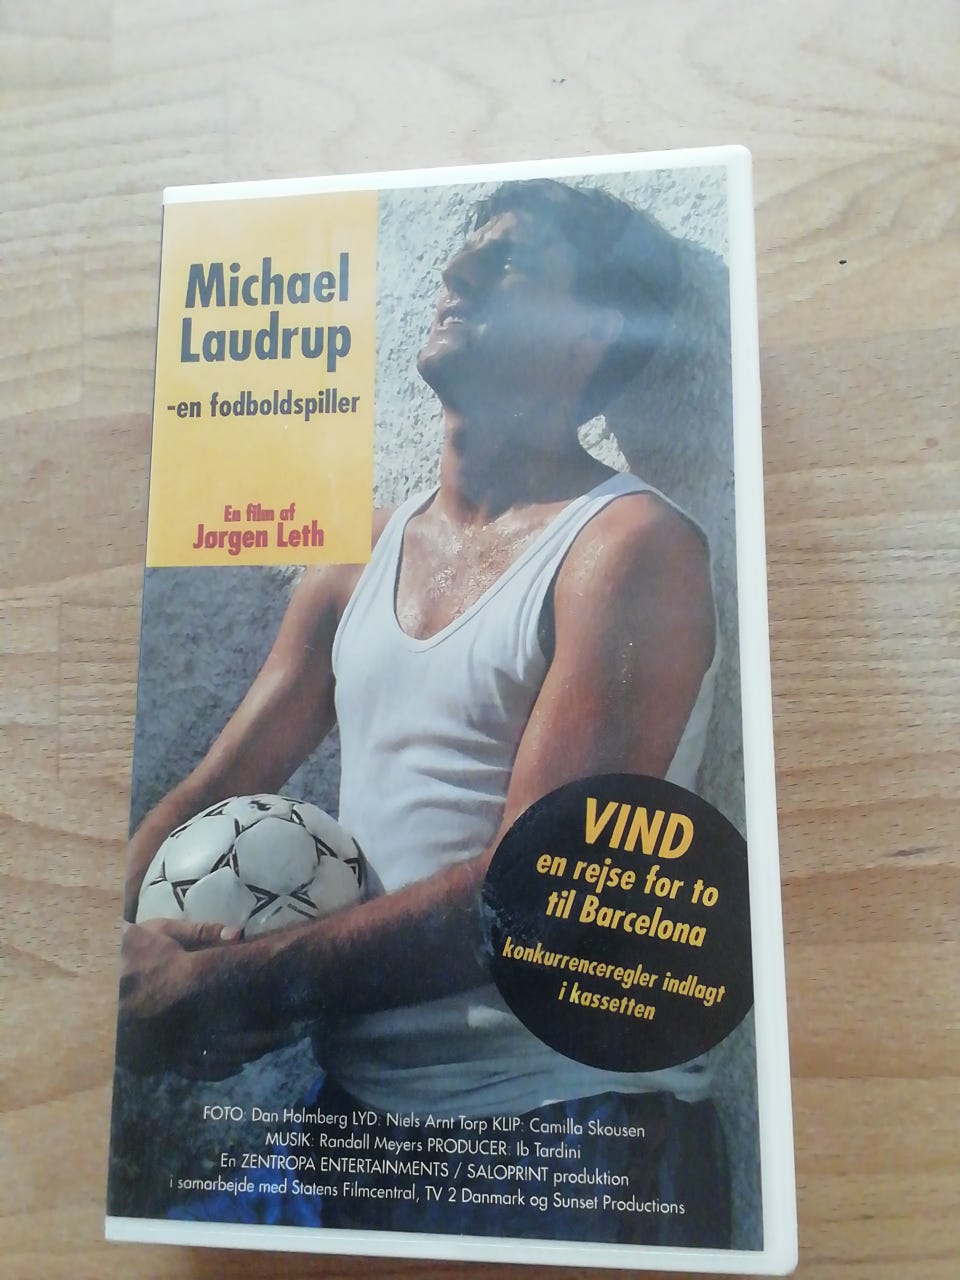 Michael
Laudrup
-en fodboldspiller
En film af
Jørgen Leth
VIND
en rejse for to
til Barcelona
konkurrenceregler indlagt
i kassetten
FOTO: Dan Holmberg LYD: Niels Arnt Torp KLIP: Camilla Skousen
MUSIK: Randall Meyers PRODUCER: Ib Tardini
En ZENTROPA ENTERTAINMENTS / SALOPRINT produktion
i samarbejde med Statens Filmcentral, TV 2 Danmark og Sunset Productions